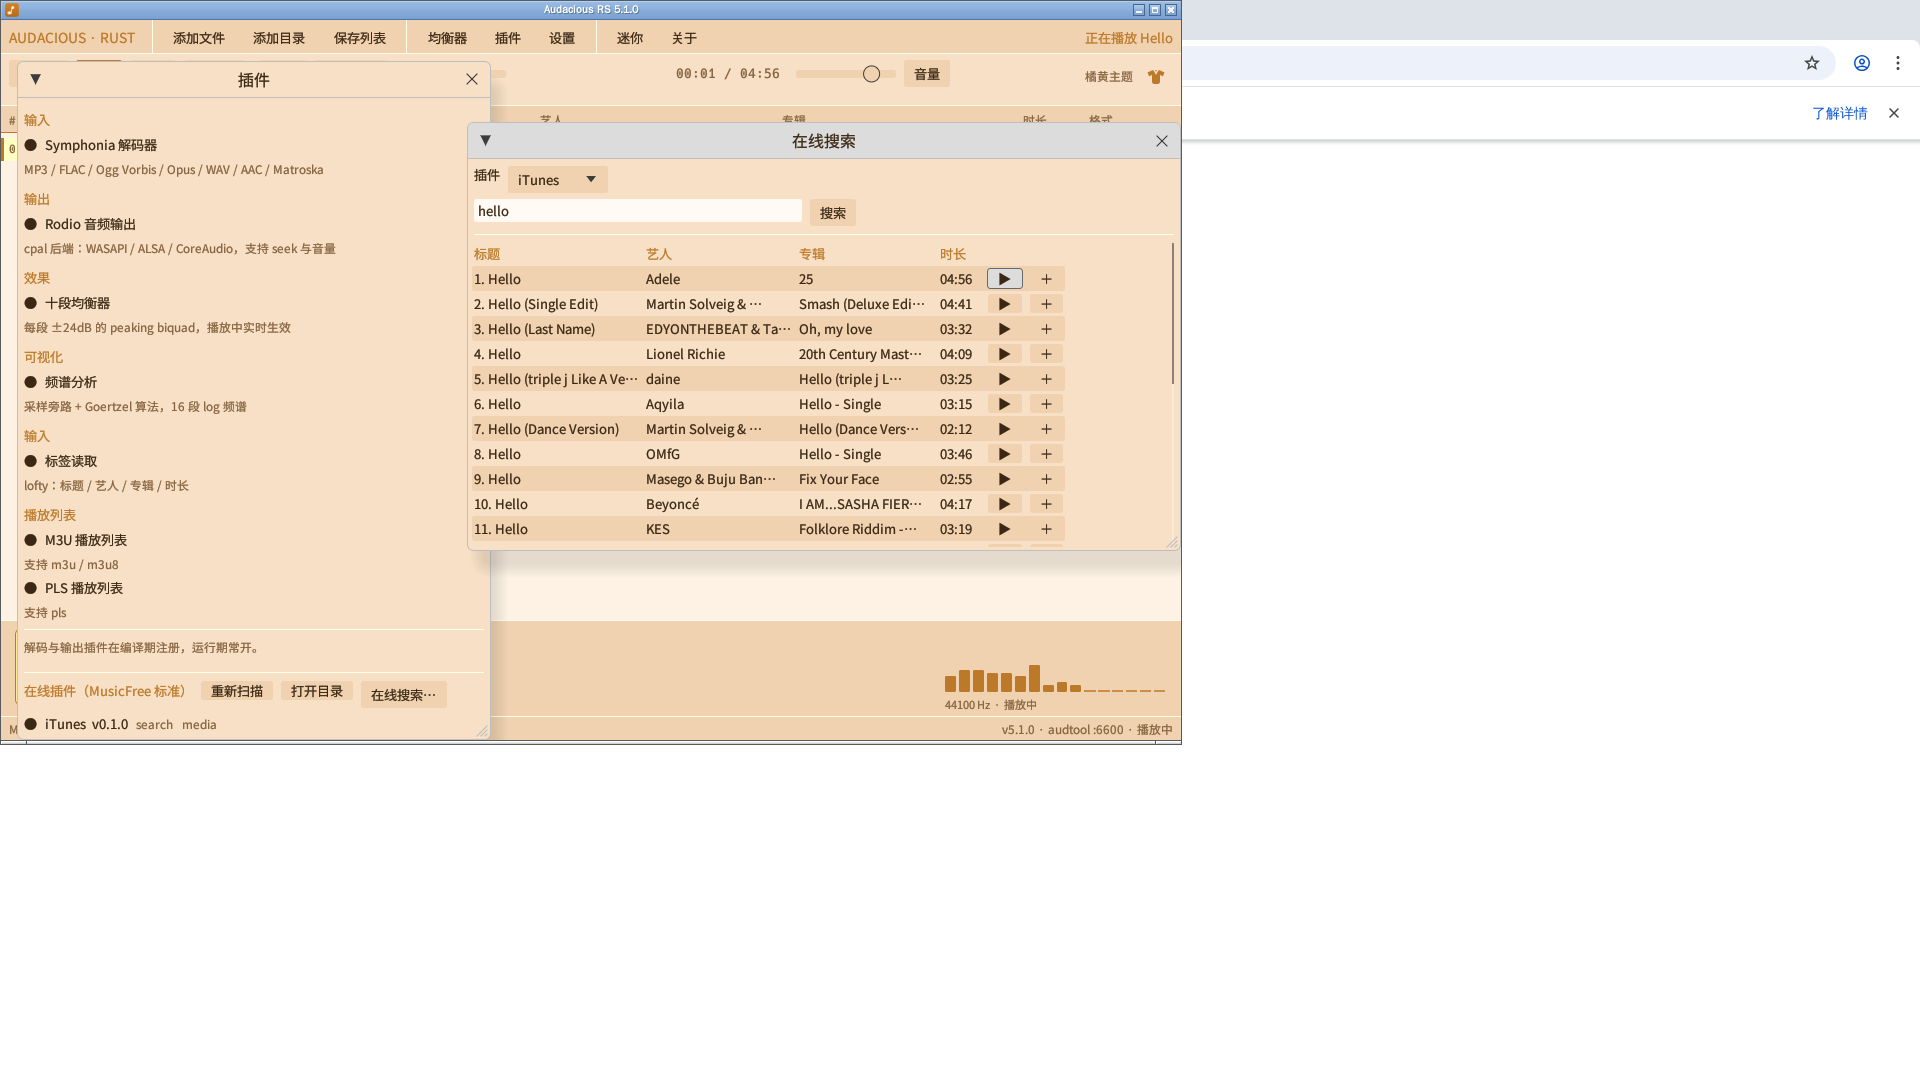 Audacious RS 5.1.0
AUDACIOUS · RUST 添加文件 添加目录 保存列表 均衡器 插件 设置 迷你 关于 正在播放 Hello
00:01 / 04:56 音量 橘黄主题
了解详情
# 艺人 专辑 时长 格式
0
插件
输入
Symphonia 解码器
MP3 / FLAC / Ogg Vorbis / Opus / WAV / AAC / Matroska
输出
Rodio 音频输出
cpal 后端：WASAPI / ALSA / CoreAudio，支持 seek 与音量
效果
十段均衡器
每段 ±24dB 的 peaking biquad，播放中实时生效
可视化
频谱分析
采样旁路 + Goertzel 算法，16 段 log 频谱
输入
标签读取
lofty：标题 / 艺人 / 专辑 / 时长
播放列表
M3U 播放列表
支持 m3u / m3u8
PLS 播放列表
支持 pls
解码与输出插件在编译期注册，运行期常开。
在线插件（MusicFree 标准） 重新扫描 打开目录 在线搜索…
iTunes v0.1.0 search media
在线搜索
插件 iTunes
hello 搜索
标题 艺人 专辑 时长
1. Hello Adele 25 04:56
2. Hello (Single Edit) Martin Solveig & … Smash (Deluxe Edi… 04:41
3. Hello (Last Name) EDYONTHEBEAT & Ta… Oh, my love 03:32
4. Hello Lionel Richie 20th Century Mast… 04:09
5. Hello (triple j Like A Ve… daine Hello (triple j L… 03:25
6. Hello Aqyila Hello - Single 03:15
7. Hello (Dance Version) Martin Solveig & … Hello (Dance Vers… 02:12
8. Hello OMfG Hello - Single 03:46
9. Hello Masego & Buju Ban… Fix Your Face 02:55
10. Hello Beyoncé I AM...SASHA FIER… 04:17
11. Hello KES Folklore Riddim -… 03:19
44100 Hz · 播放中
M
v5.1.0 · audtool :6600 · 播放中